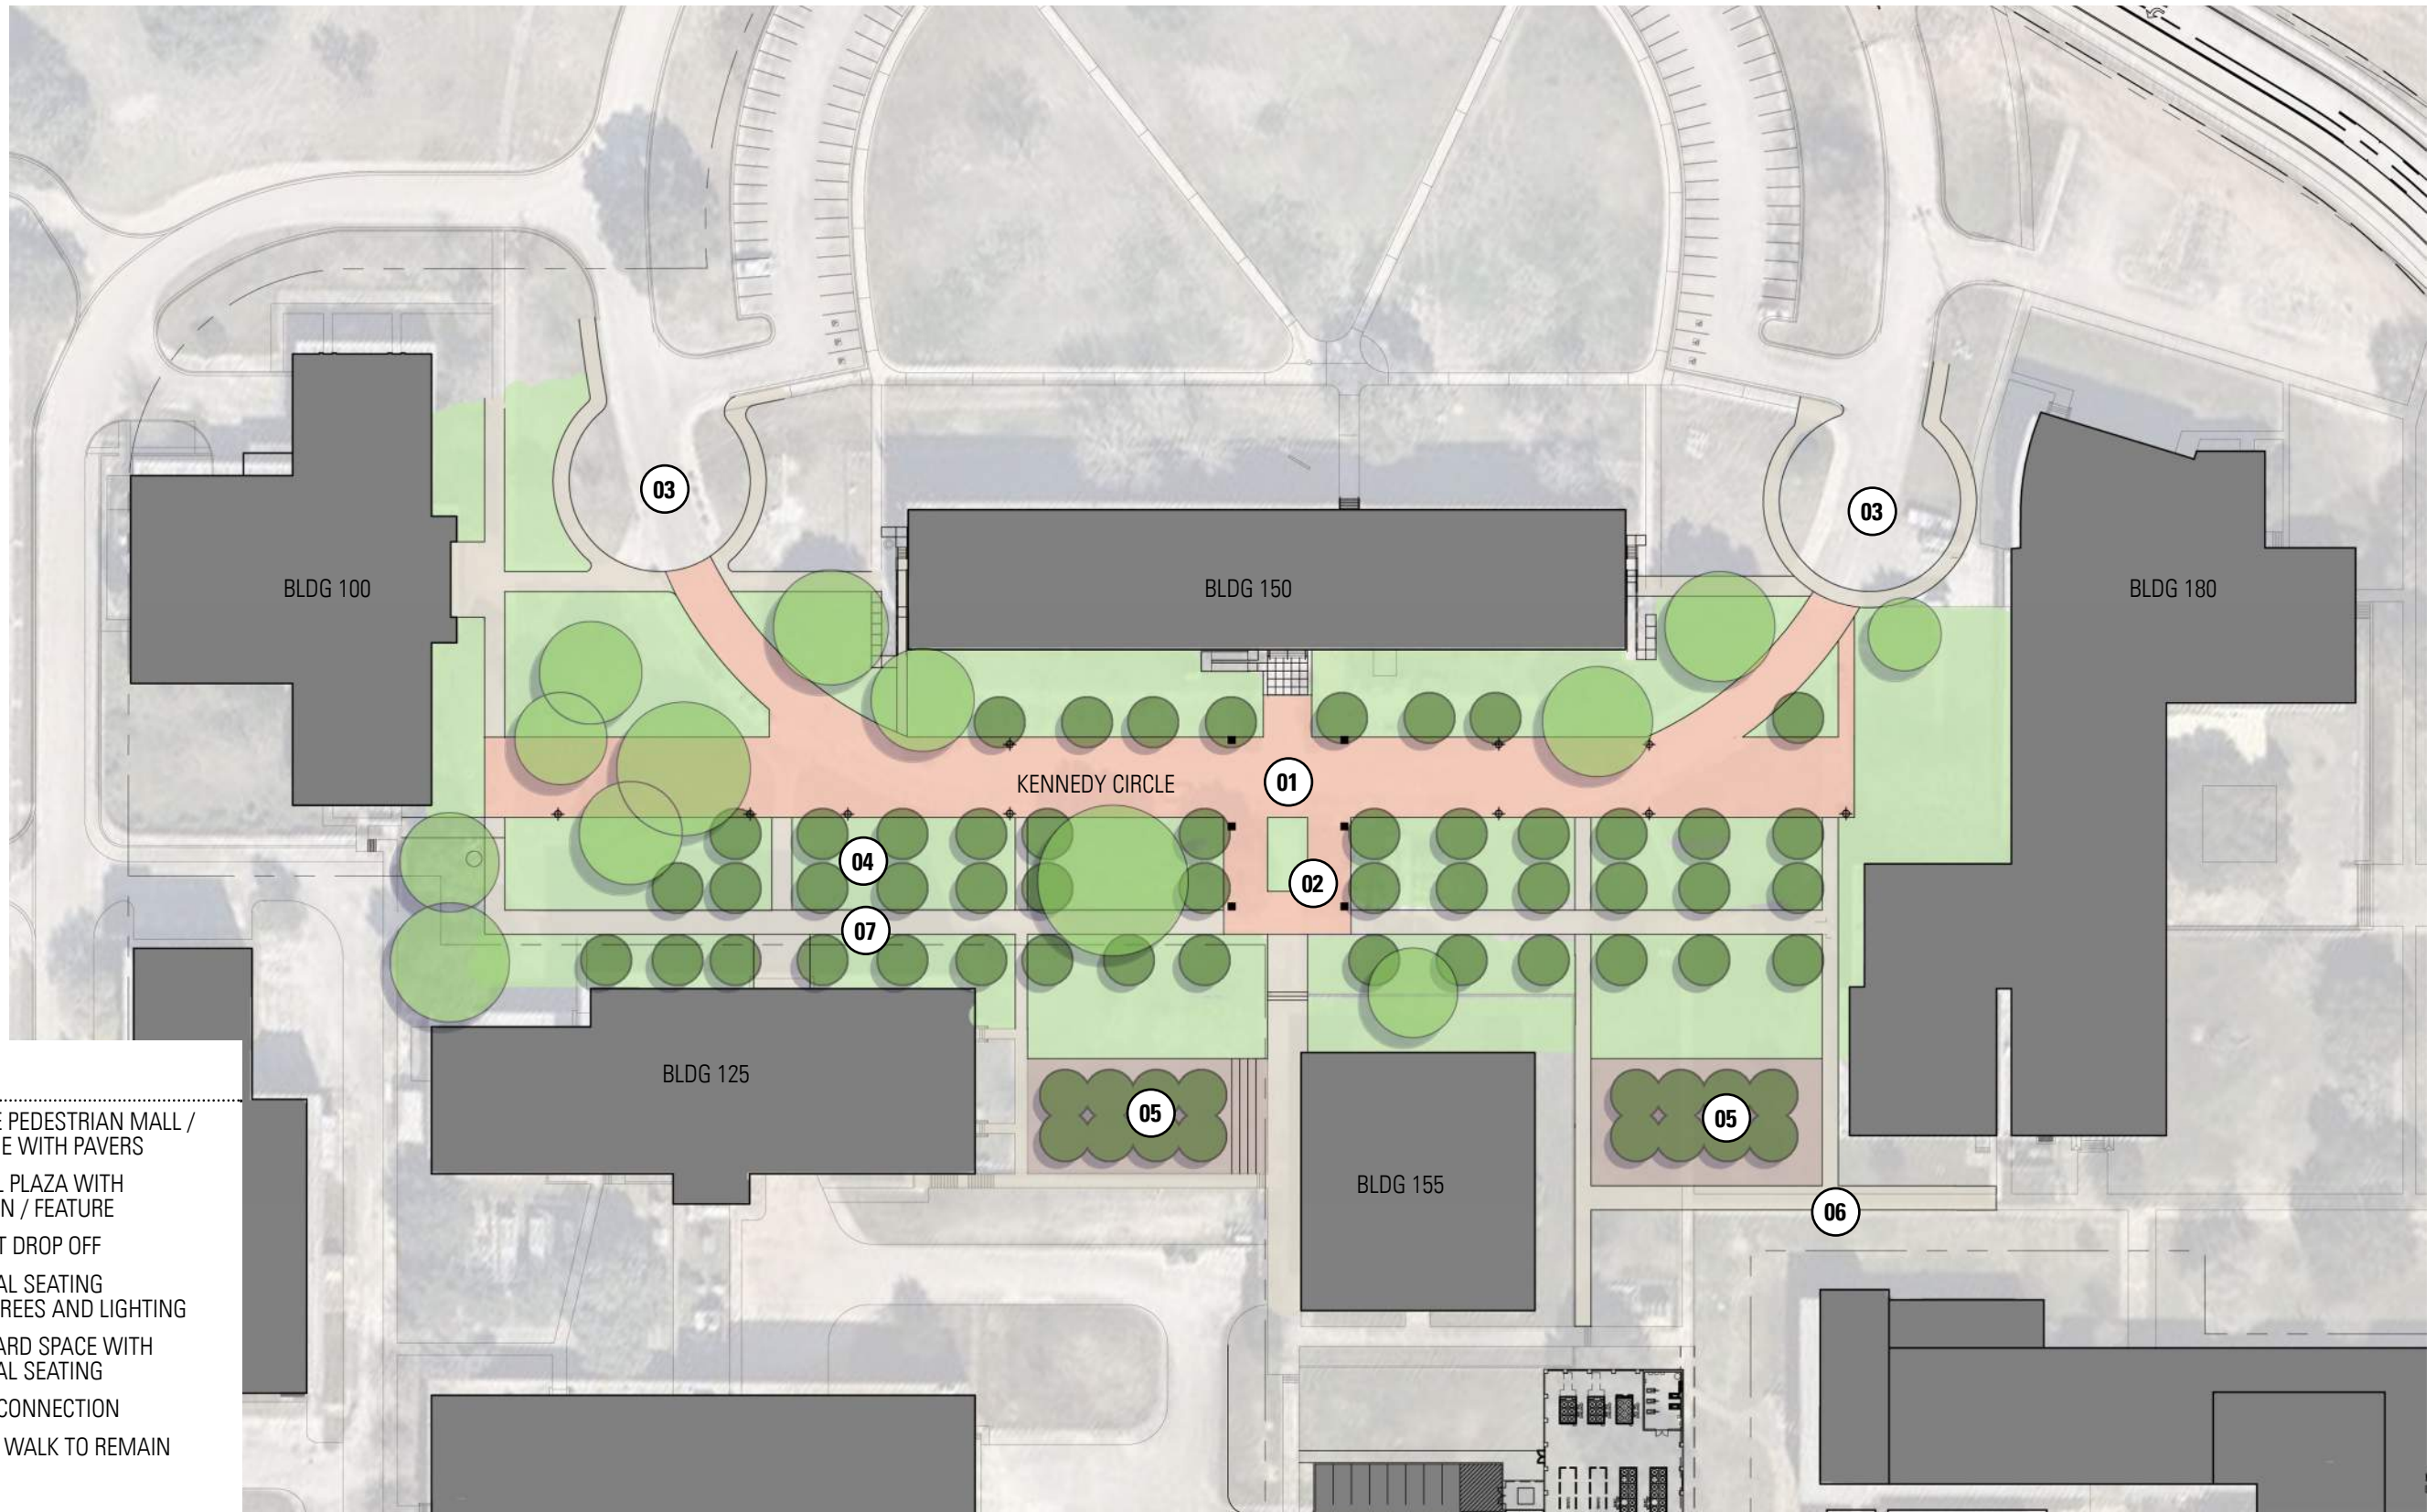 03
03
BLDG 100
BLDG 150
BLDG 180
KENNEDY CIRCLE
01
04
02
07
BLDG 125
05
05
BLDG 155
06
E PEDESTRIAN MALL /
E WITH PAVERS
L PLAZA WITH
N / FEATURE
T DROP OFF
AL SEATING
REES AND LIGHTING
ARD SPACE WITH
AL SEATING
CONNECTION
WALK TO REMAIN